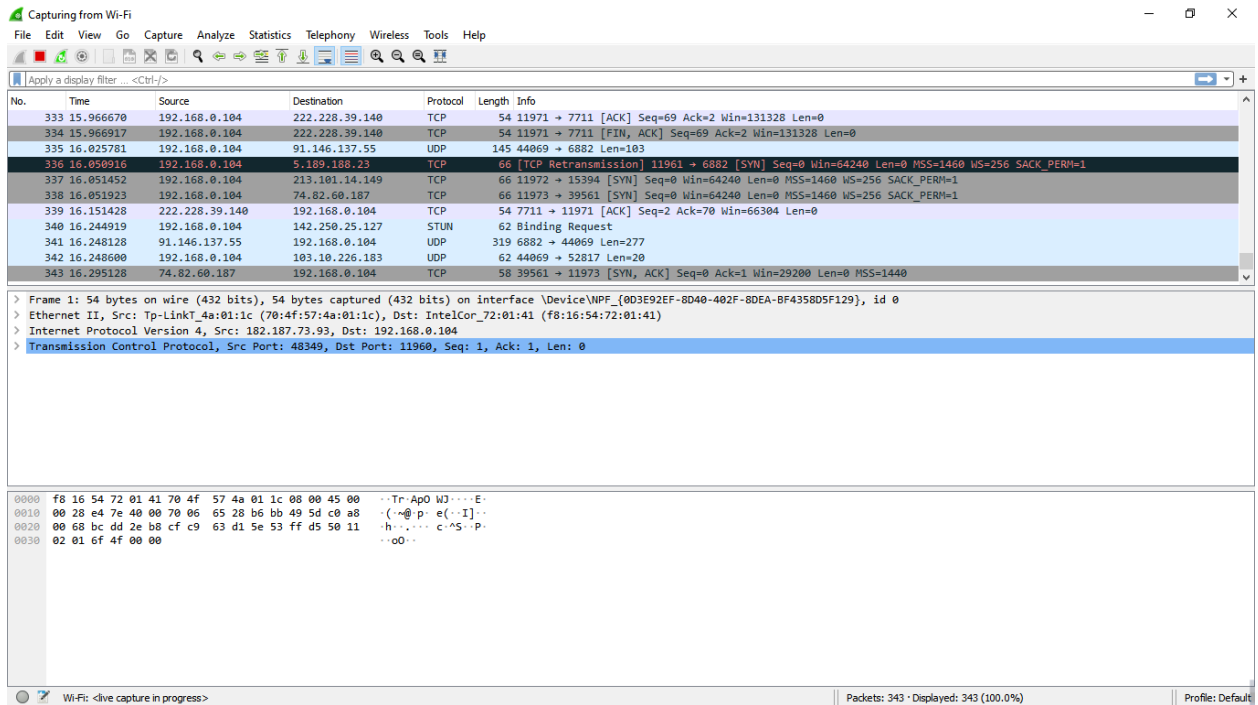 Capturing from Wi-Fi
File Edit View Go Capture Analyze Statistics Telephony Wireless Tools Help
Apply a display filter ... <Ctrl-/>
No. Time Source Destination Protocol Length Info
333 15.966670 192.168.0.104 222.228.39.140 TCP 54 11971 → 7711 [ACK] Seq=69 Ack=2 Win=131328 Len=0
334 15.966917 192.168.0.104 222.228.39.140 TCP 54 11971 → 7711 [FIN, ACK] Seq=69 Ack=2 Win=131328 Len=0
335 16.025781 192.168.0.104 91.146.137.55 UDP 145 44069 → 6882 Len=103
336 16.050916 192.168.0.104 5.189.188.23 TCP 66 [TCP Retransmission] 11961 → 6882 [SYN] Seq=0 Win=64240 Len=0 MSS=1460 WS=256 SACK_PERM=1
337 16.051452 192.168.0.104 213.101.14.149 TCP 66 11972 → 15394 [SYN] Seq=0 Win=64240 Len=0 MSS=1460 WS=256 SACK_PERM=1
338 16.051923 192.168.0.104 74.82.60.187 TCP 66 11973 → 39561 [SYN] Seq=0 Win=64240 Len=0 MSS=1460 WS=256 SACK_PERM=1
339 16.151428 222.228.39.140 192.168.0.104 TCP 54 7711 → 11971 [ACK] Seq=2 Ack=70 Win=66304 Len=0
340 16.244919 192.168.0.104 142.250.25.127 STUN 62 Binding Request
341 16.248128 91.146.137.55 192.168.0.104 UDP 319 6882 → 44069 Len=277
342 16.248600 192.168.0.104 103.10.226.183 UDP 62 44069 → 52817 Len=20
343 16.295128 74.82.60.187 192.168.0.104 TCP 58 39561 → 11973 [SYN, ACK] Seq=0 Ack=1 Win=29200 Len=0 MSS=1440
> Frame 1: 54 bytes on wire (432 bits), 54 bytes captured (432 bits) on interface \Device\NPF_{0D3E92EF-8D40-402F-8DEA-BF4358D5F129}, id 0
> Ethernet II, Src: Tp-LinkT_4a:01:1c (70:4f:57:4a:01:1c), Dst: IntelCor_72:01:41 (f8:16:54:72:01:41)
> Internet Protocol Version 4, Src: 182.187.73.93, Dst: 192.168.0.104
> Transmission Control Protocol, Src Port: 48349, Dst Port: 11960, Seq: 1, Ack: 1, Len: 0
0000 f8 16 54 72 01 41 70 4f 57 4a 01 1c 08 00 45 00 ··Tr·ApO WJ····E·
0010 00 28 e4 7e 40 00 70 06 65 28 b6 bb 49 5d c0 a8 ·(·~@·p· e(··I]··
0020 00 68 bc dd 2e b8 cf c9 63 d1 5e 53 ff d5 50 11 ·h··.··· c·^S··P·
0030 02 01 6f 4f 00 00 ··oO··
Wi-Fi: <live capture in progress> Packets: 343 · Displayed: 343 (100.0%) Profile: Default